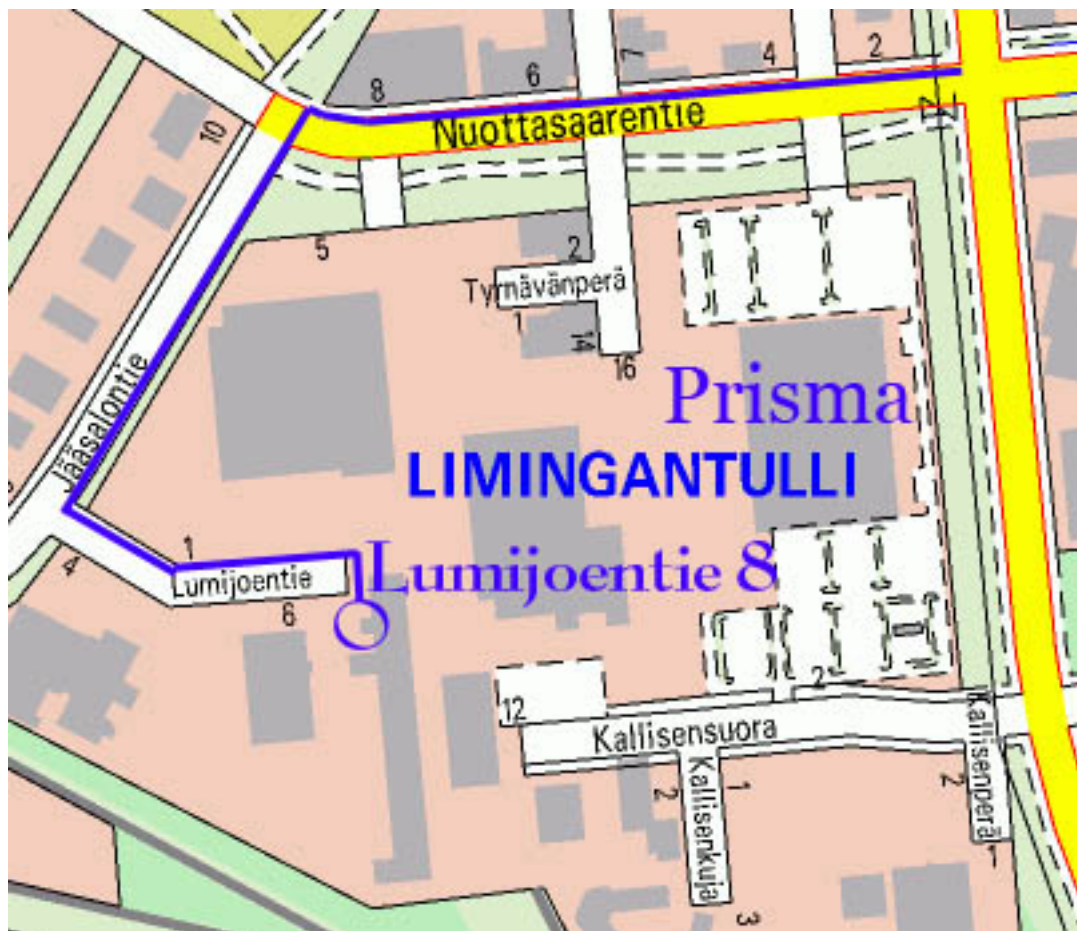 2
4
7
6
8
Nuottasaarentie
10
5
2
Tyrnävänperä
1
14
16
Jääsalontie
Prisma
LIMINGANTULLI
1
Lumijoentie 8
4
Lumijoentie
6
2
12
Kallisensuora
Kallisenperä
2
1
2
1
Kallisenkuja
3